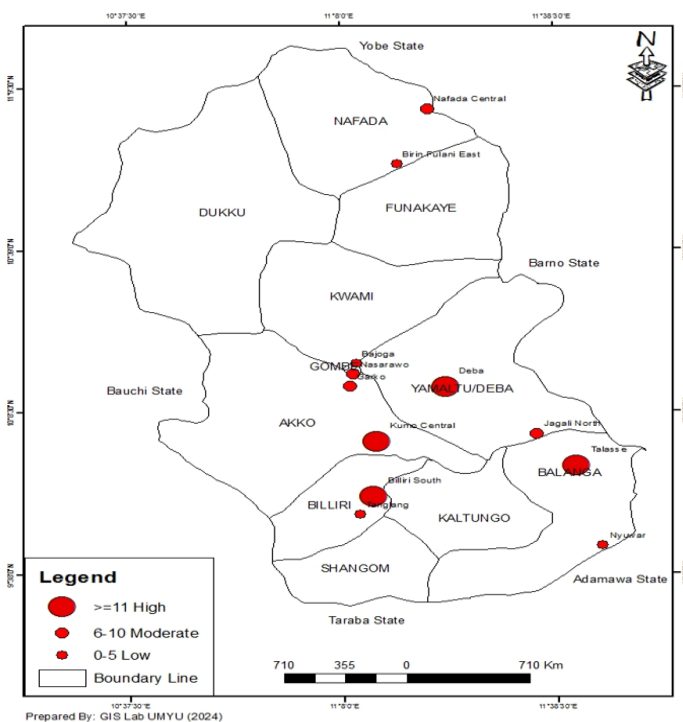 10°37'30"E
11°8'0"E
11°38'30"E
Yobe State
N
Nafada Central
NAFADA
Birin Fulani East
DUKKU
FUNAKAYE
Barno State
KWAMI
Bajoga
GOMBE
Nasarawo
Deba
YAMALTU/DEBA
Bauchi State
AKKO
Kumo Central
Jagali North
Talasse
BALANGA
Biliri South
BILLIRI
Tanglang
KALTUNGO
Nyuwar
SHANGOM
Adamawa State
Taraba State
Legend
>=11 High
6-10 Moderate
0-5 Low
Boundary Line
710 355 0 710 Km
10°37'30"E
11°8'0"E
11°38'30"E
Prepared By: GIS Lab UMYU (2024)